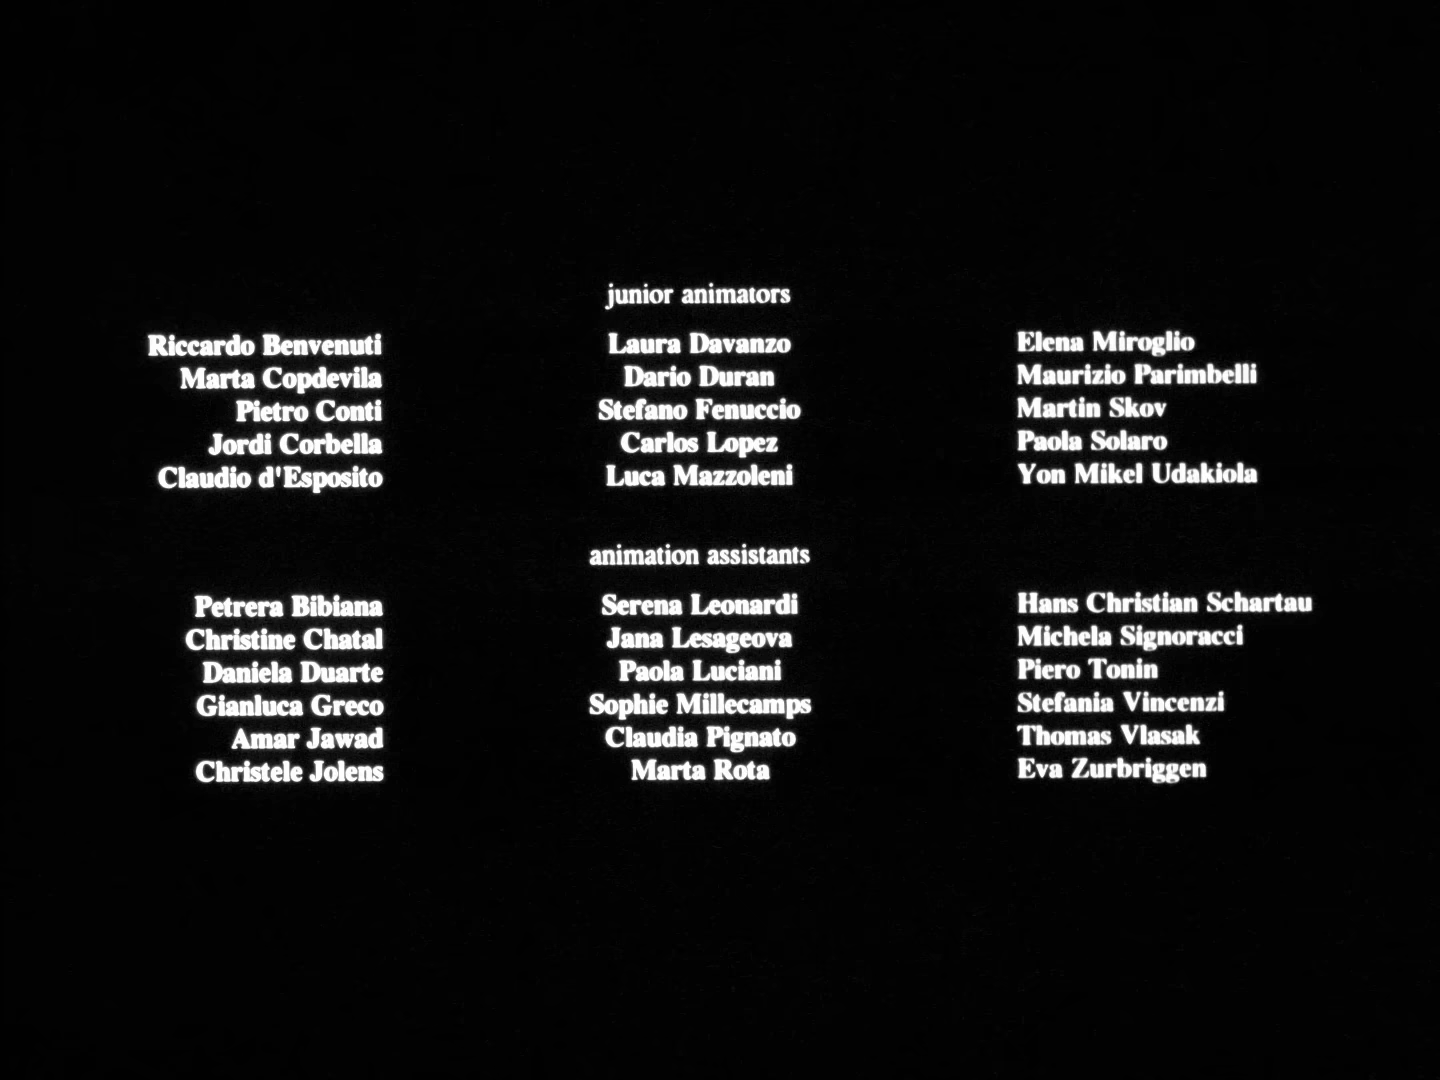 junior animators
Riccardo Benvenuti
Marta Copdevila
Pietro Conti
Jordi Corbella
Claudio d'Esposito
Laura Davanzo
Dario Duran
Stefano Fenuccio
Carlos Lopez
Luca Mazzoleni
Elena Miroglio
Maurizio Parimbelli
Martin Skov
Paola Solaro
Yon Mikel Udakiola
animation assistants
Petrera Bibiana
Christine Chatal
Daniela Duarte
Gianluca Greco
Amar Jawad
Christele Jolens
Serena Leonardi
Jana Lesageova
Paola Luciani
Sophie Millecamps
Claudia Pignato
Marta Rota
Hans Christian Schartau
Michela Signoracci
Piero Tonin
Stefania Vincenzi
Thomas Vlasak
Eva Zurbriggen